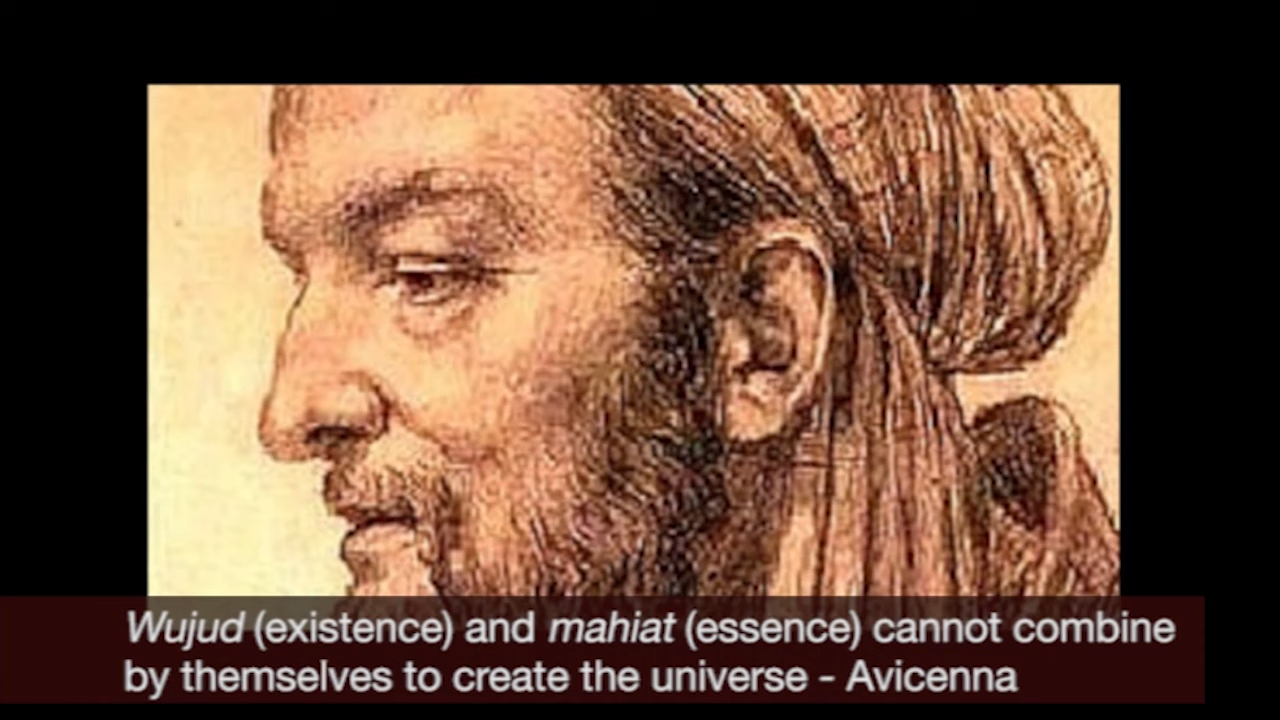 Wujud (existence) and mahiat (essence) cannot combine
by themselves to create the universe - Avicenna